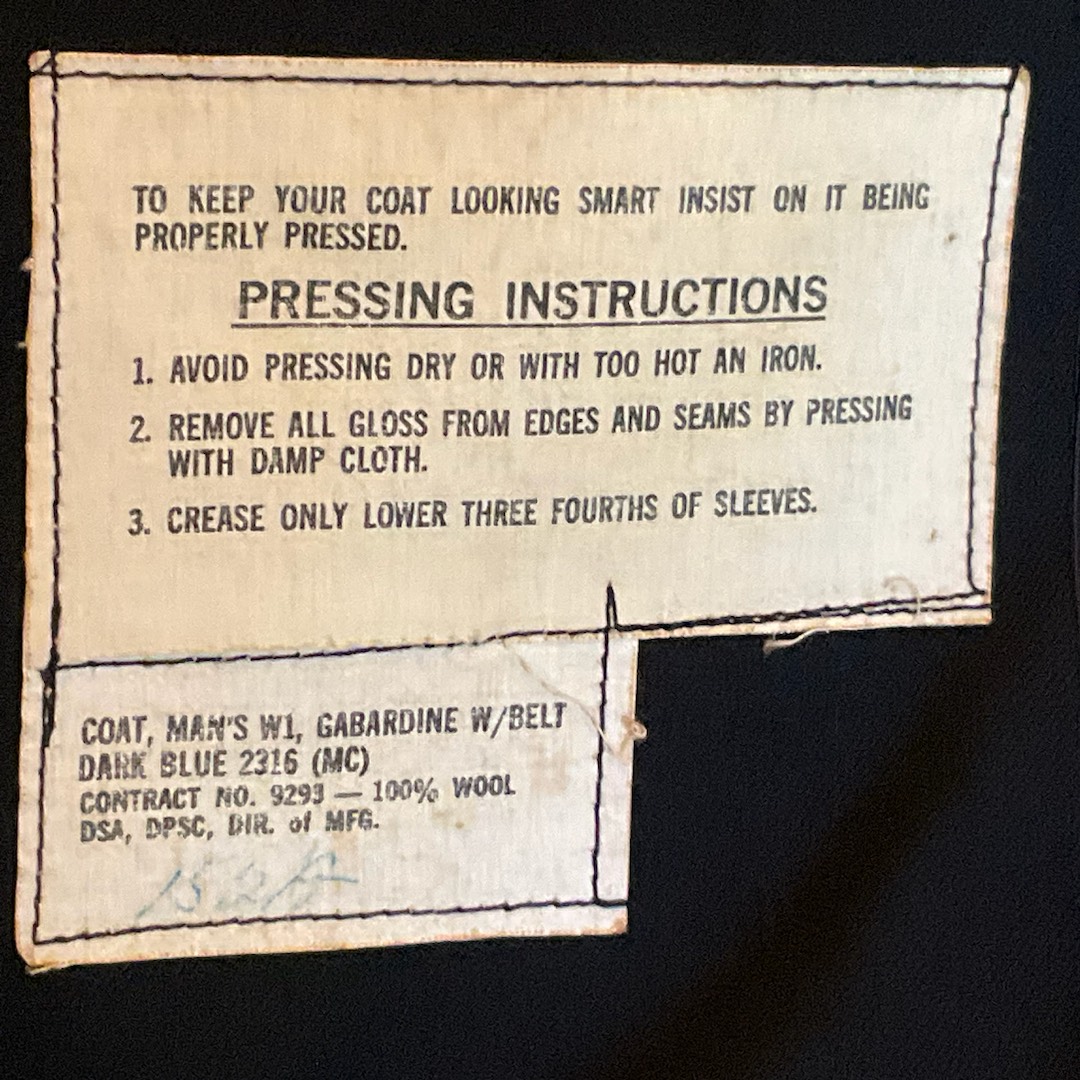 TO KEEP YOUR COAT LOOKING SMART INSIST ON IT BEING
PROPERLY PRESSED.
PRESSING INSTRUCTIONS
1. AVOID PRESSING DRY OR WITH TOO HOT AN IRON.
2. REMOVE ALL GLOSS FROM EDGES AND SEAMS BY PRESSING
WITH DAMP CLOTH.
3. CREASE ONLY LOWER THREE FOURTHS OF SLEEVES.
COAT, MAN'S W1, GABARDINE W/BELT
DARK BLUE 2316 (MC)
CONTRACT NO. 9293 — 100% WOOL
DSA, DPSC, DIR. of MFG.